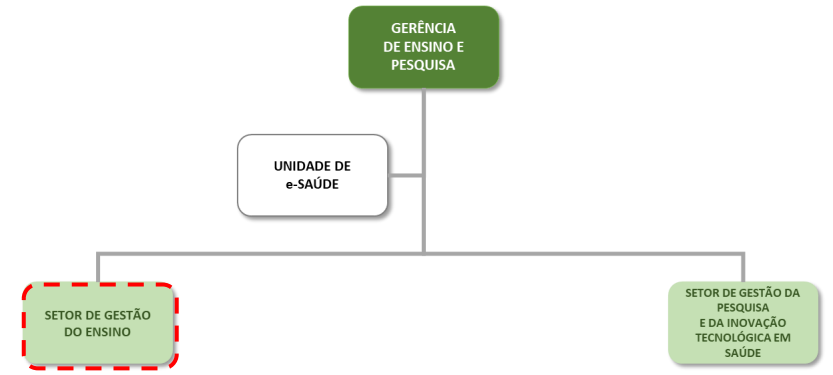 GERÊNCIA
DE ENSINO E
PESQUISA
UNIDADE DE
e-SAÚDE
SETOR DE GESTÃO
DO ENSINO
SETOR DE GESTÃO DA
PESQUISA
E DA INOVAÇÃO
TECNOLÓGICA EM
SAÚDE